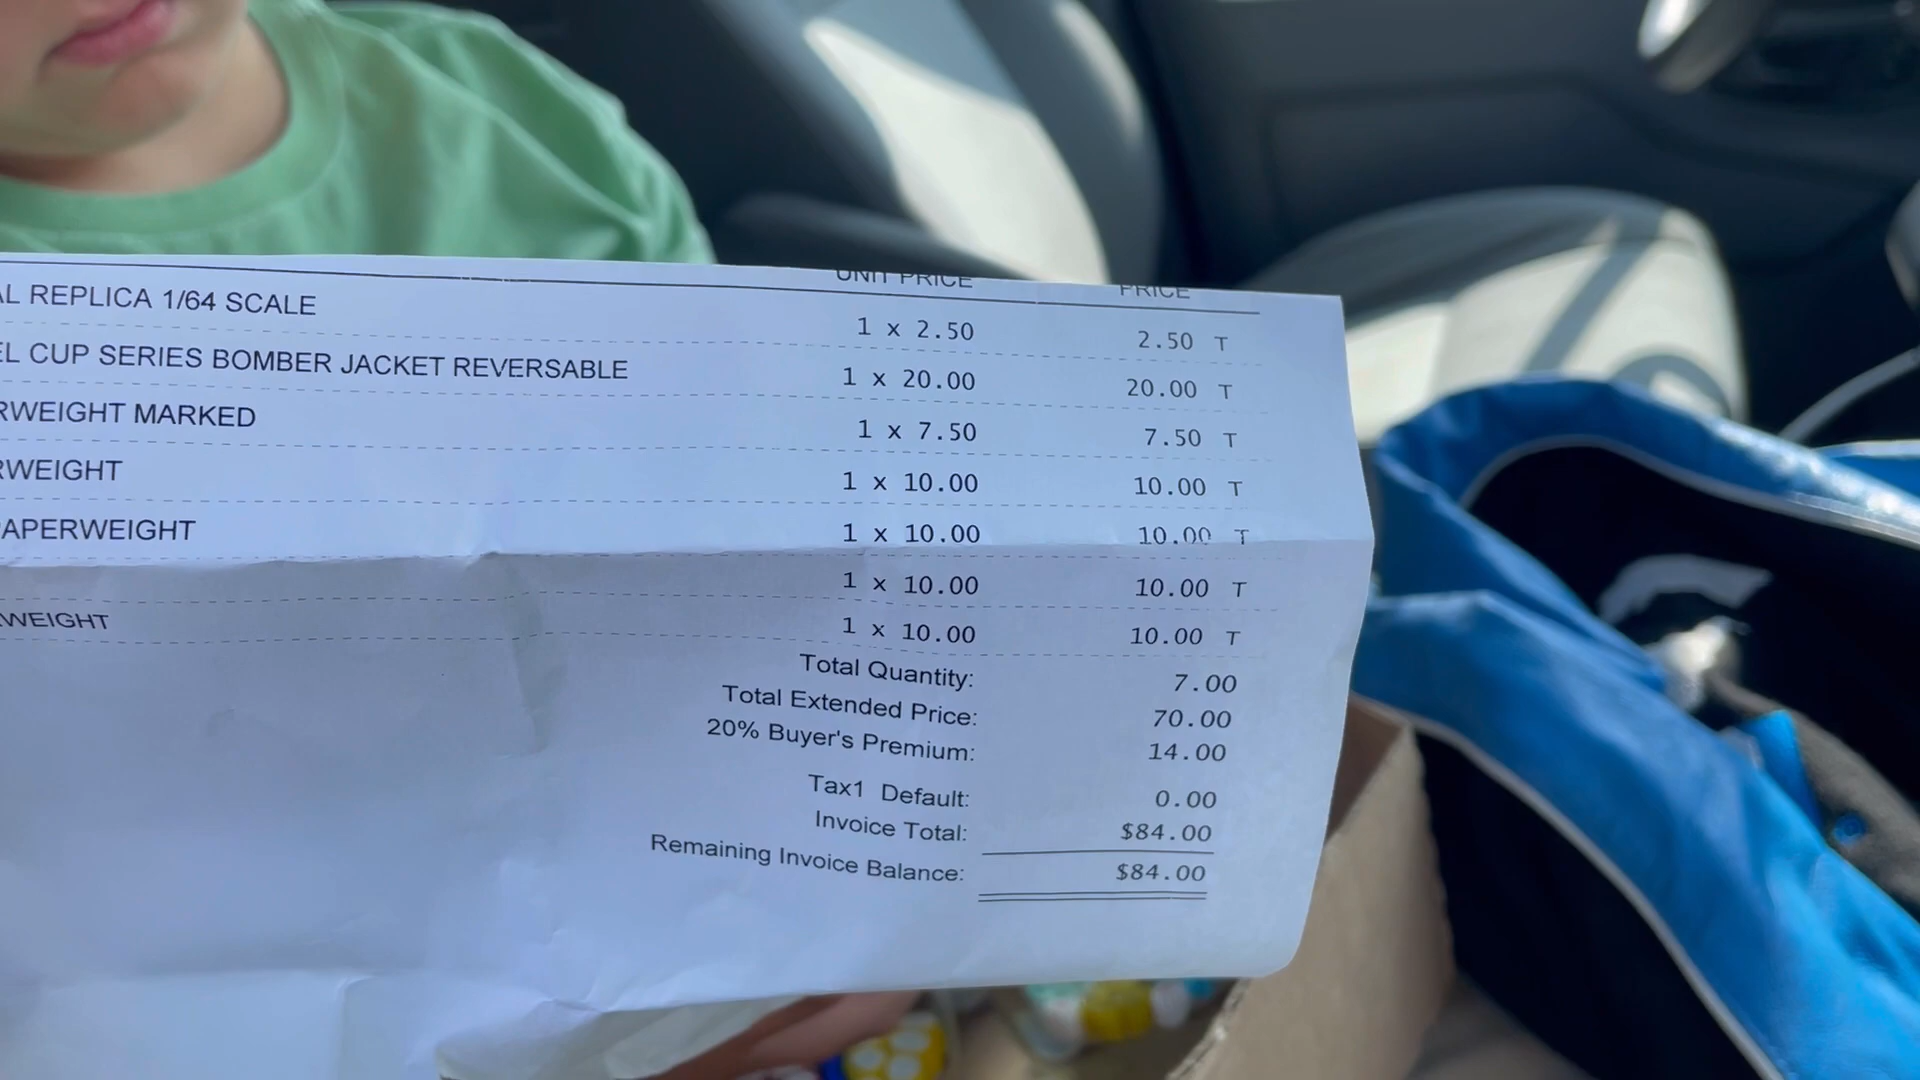 UNIT PRICE PRICE
AL REPLICA 1/64 SCALE 1 x 2.50 2.50 T
EL CUP SERIES BOMBER JACKET REVERSABLE 1 x 20.00 20.00 T
RWEIGHT MARKED 1 x 7.50 7.50 T
RWEIGHT 1 x 10.00 10.00 T
PAPERWEIGHT 1 x 10.00 10.00 T
1 x 10.00 10.00 T
WEIGHT 1 x 10.00 10.00 T
Total Quantity: 7.00
Total Extended Price: 70.00
20% Buyer's Premium: 14.00
Tax1 Default: 0.00
Invoice Total: $84.00
Remaining Invoice Balance: $84.00